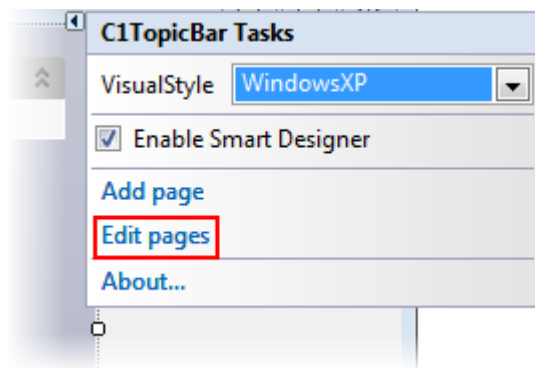 C1TopicBar Tasks
VisualStyle WindowsXP
Enable Smart Designer
Add page
Edit pages
About...